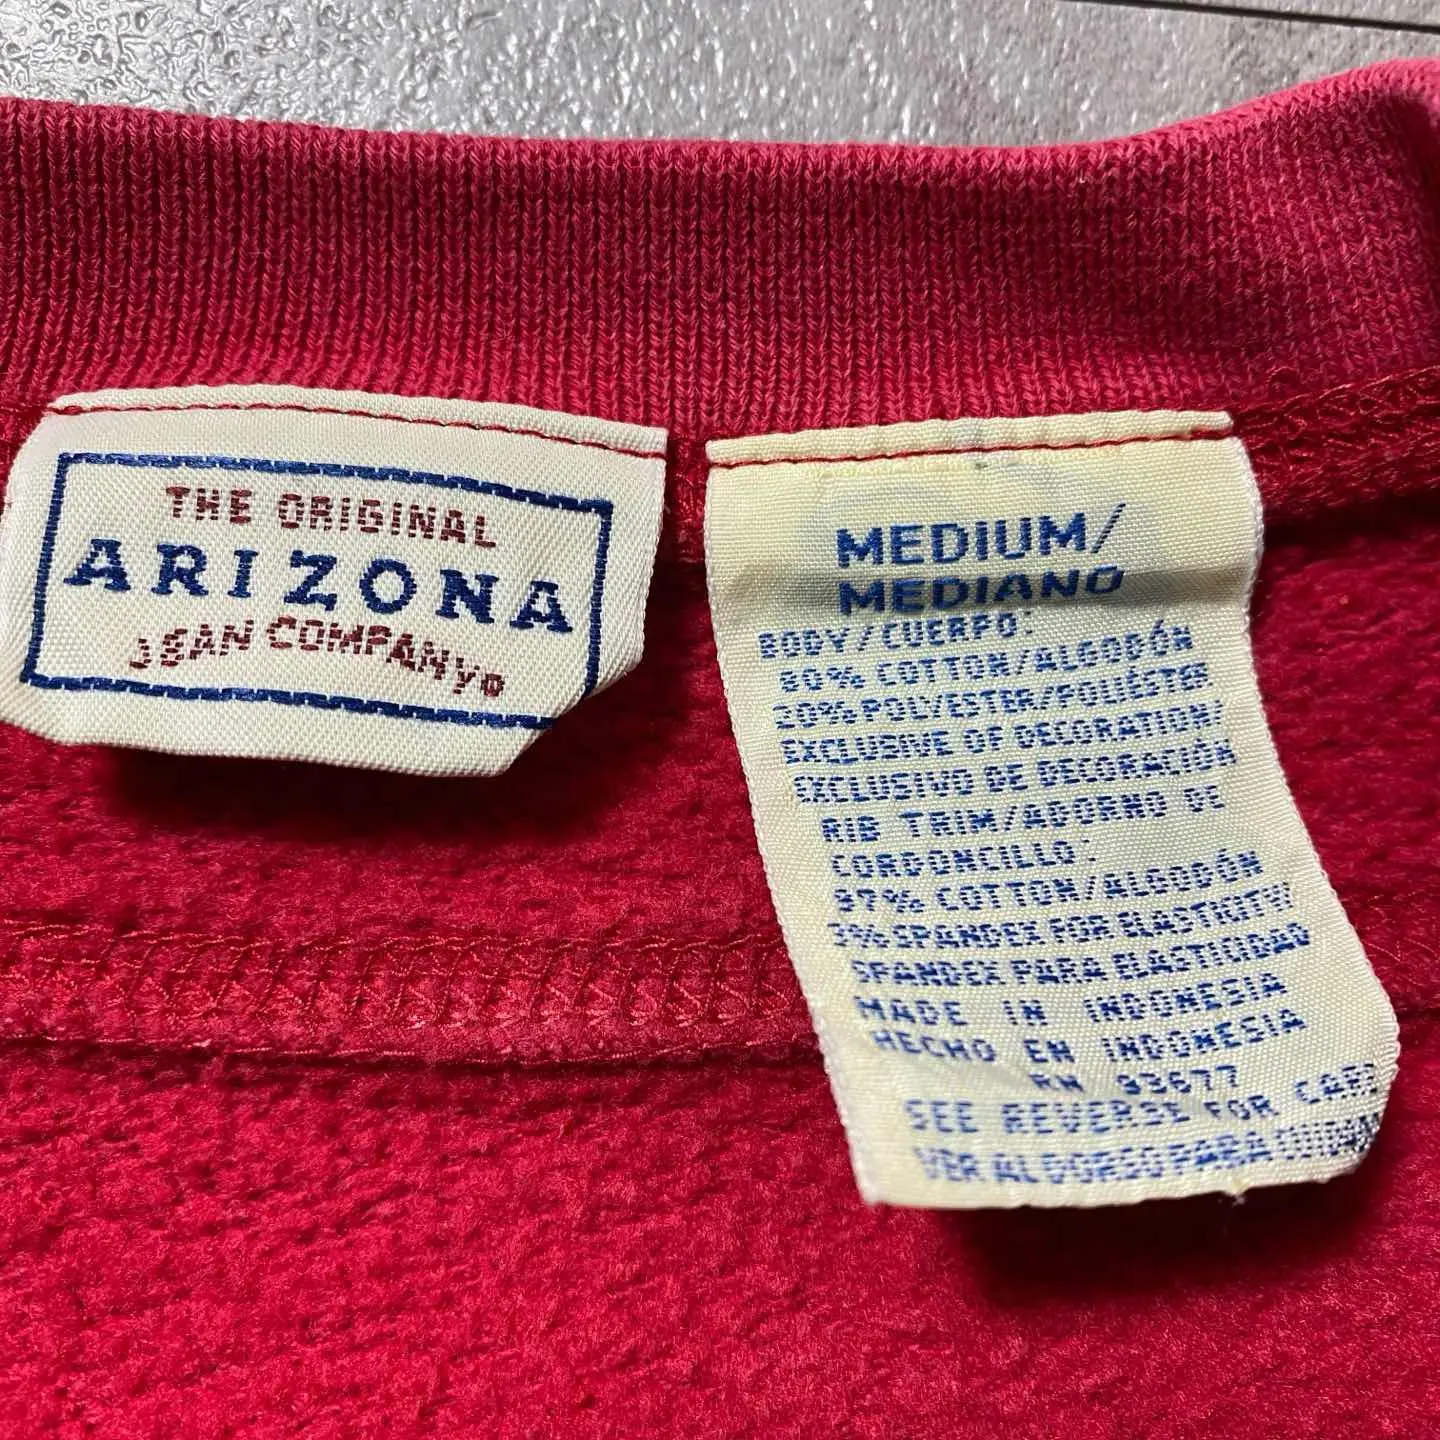 THE ORIGINAL
ARIZONA
JEAN COMPANY®
MEDIUM/
MEDIANO
BODY/CUERPO:
80% COTTON/ALGODÓN
20% POLYESTER/POLIÉSTER
EXCLUSIVE OF DECORATION/
EXCLUSIVO DE DECORACIÓN
RIB TRIM/ADORNO DE
CORDONCILLO:
97% COTTON/ALGODÓN
3% SPANDEX FOR ELASTICITY/
SPANDEX PARA ELASTICIDAD
MADE IN INDONESIA
HECHO EN INDONESIA
RN 93677
SEE REVERSE FOR CARE
VER AL DORSO PARA CUIDAD